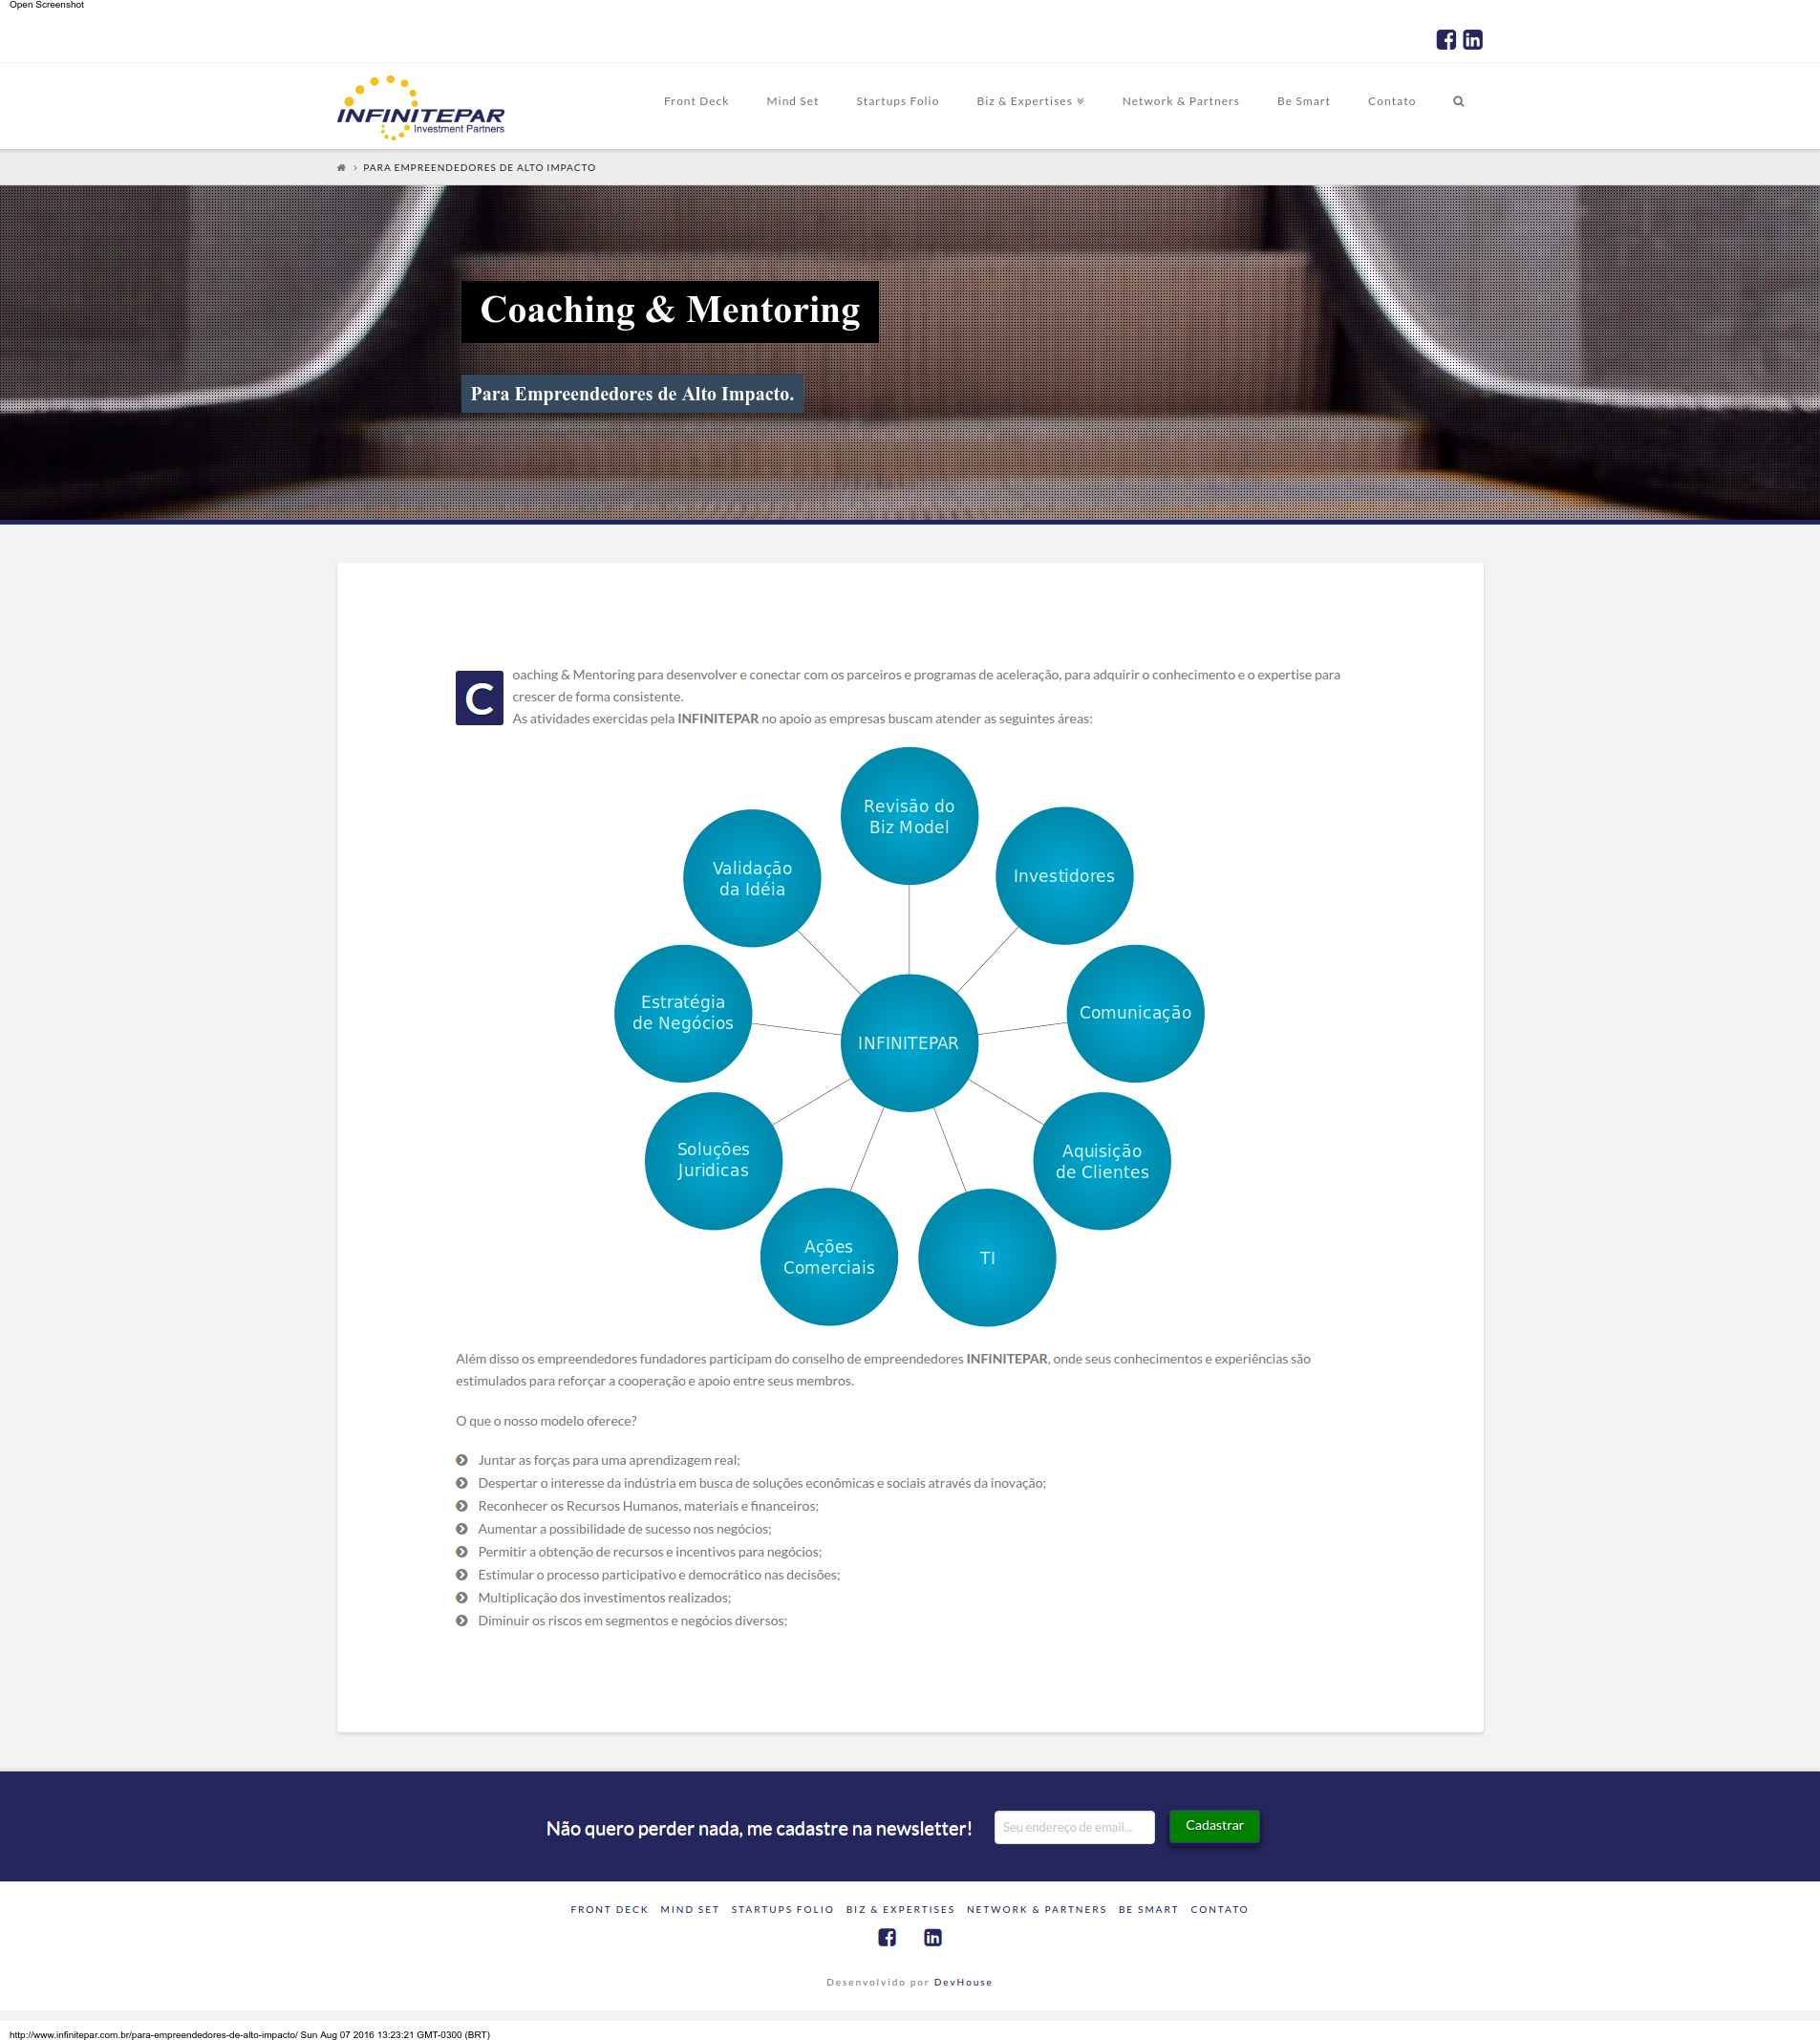 Open Screenshot
INFINITEPAR
Investment Partners
Front Deck Mind Set Startups Folio Biz & Expertises Network & Partners Be Smart Contato
PARA EMPREENDEDORES DE ALTO IMPACTO
Coaching & Mentoring
Para Empreendedores de Alto Impacto.
Coaching & Mentoring para desenvolver e conectar com os parceiros e programas de aceleração, para adquirir o conhecimento e o expertise para
crescer de forma consistente.
As atividades exercidas pela INFINITEPAR no apoio as empresas buscam atender as seguintes áreas:
Revisão do
Biz Model
Investidores
Validação
da Idéia
Comunicação
Estratégia
de Negócios
INFINITEPAR
Aquisição
de Clientes
Soluções
Juridicas
Ações
Comerciais
TI
Além disso os empreendedores fundadores participam do conselho de empreendedores INFINITEPAR, onde seus conhecimentos e experiências são
estimulados para reforçar a cooperação e apoio entre seus membros.
O que o nosso modelo oferece?
Juntar as forças para uma aprendizagem real;
Despertar o interesse da indústria em busca de soluções econômicas e sociais através da inovação;
Reconhecer os Recursos Humanos, materiais e financeiros;
Aumentar a possibilidade de sucesso nos negócios;
Permitir a obtenção de recursos e incentivos para negócios;
Estimular o processo participativo e democrático nas decisões;
Multiplicação dos investimentos realizados;
Diminuir os riscos em segmentos e negócios diversos;
Não quero perder nada, me cadastre na newsletter! Seu endereço de email... Cadastrar
FRONT DECK MIND SET STARTUPS FOLIO BIZ & EXPERTISES NETWORK & PARTNERS BE SMART CONTATO
Desenvolvido por DevHouse
http://www.infinitepar.com.br/para-empreendedores-de-alto-impacto/ Sun Aug 07 2016 13:23:21 GMT-0300 (BRT)